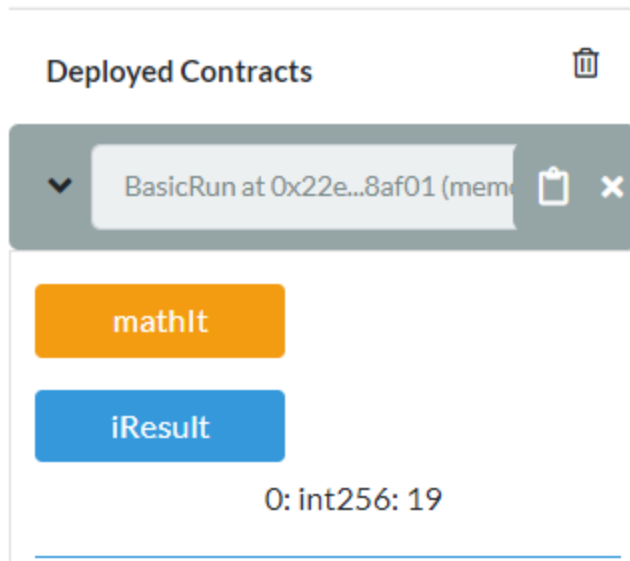 Deployed Contracts
BasicRun at 0x22e...8af01 (mem
mathIt
iResult
0: int256: 19